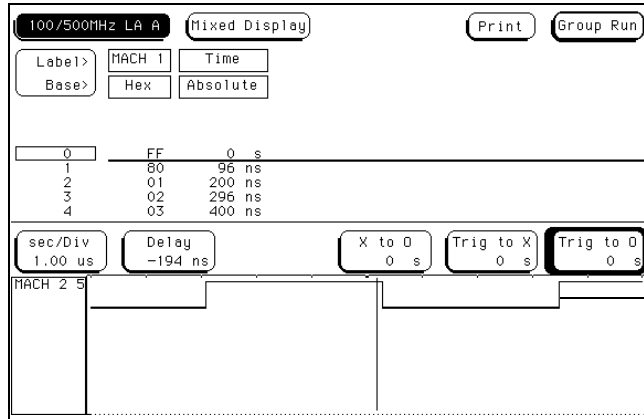 100/500MHz LA A Mixed Display Print Group Run
Label> MACH 1 Time
Base> Hex Absolute
0 FF 0 s
1 80 96 ns
2 01 200 ns
3 02 296 ns
4 03 400 ns
sec/Div Delay X to O Trig to X Trig to O
1.00 us -194 ns 0 s 0 s 0 s
MACH 2 5